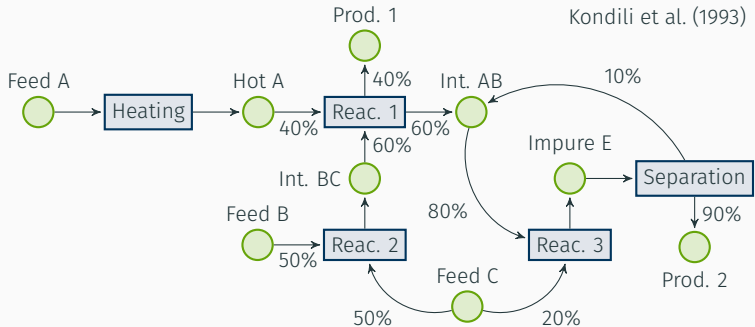 Prod. 1
Kondili et al. (1993)
Feed A
Hot A
40%
Int. AB
10%
Heating
Reac. 1
40%
60%
60%
Impure E
Int. BC
Separation
Feed B
80%
90%
50%
Reac. 2
Reac. 3
Feed C
Prod. 2
50%
20%